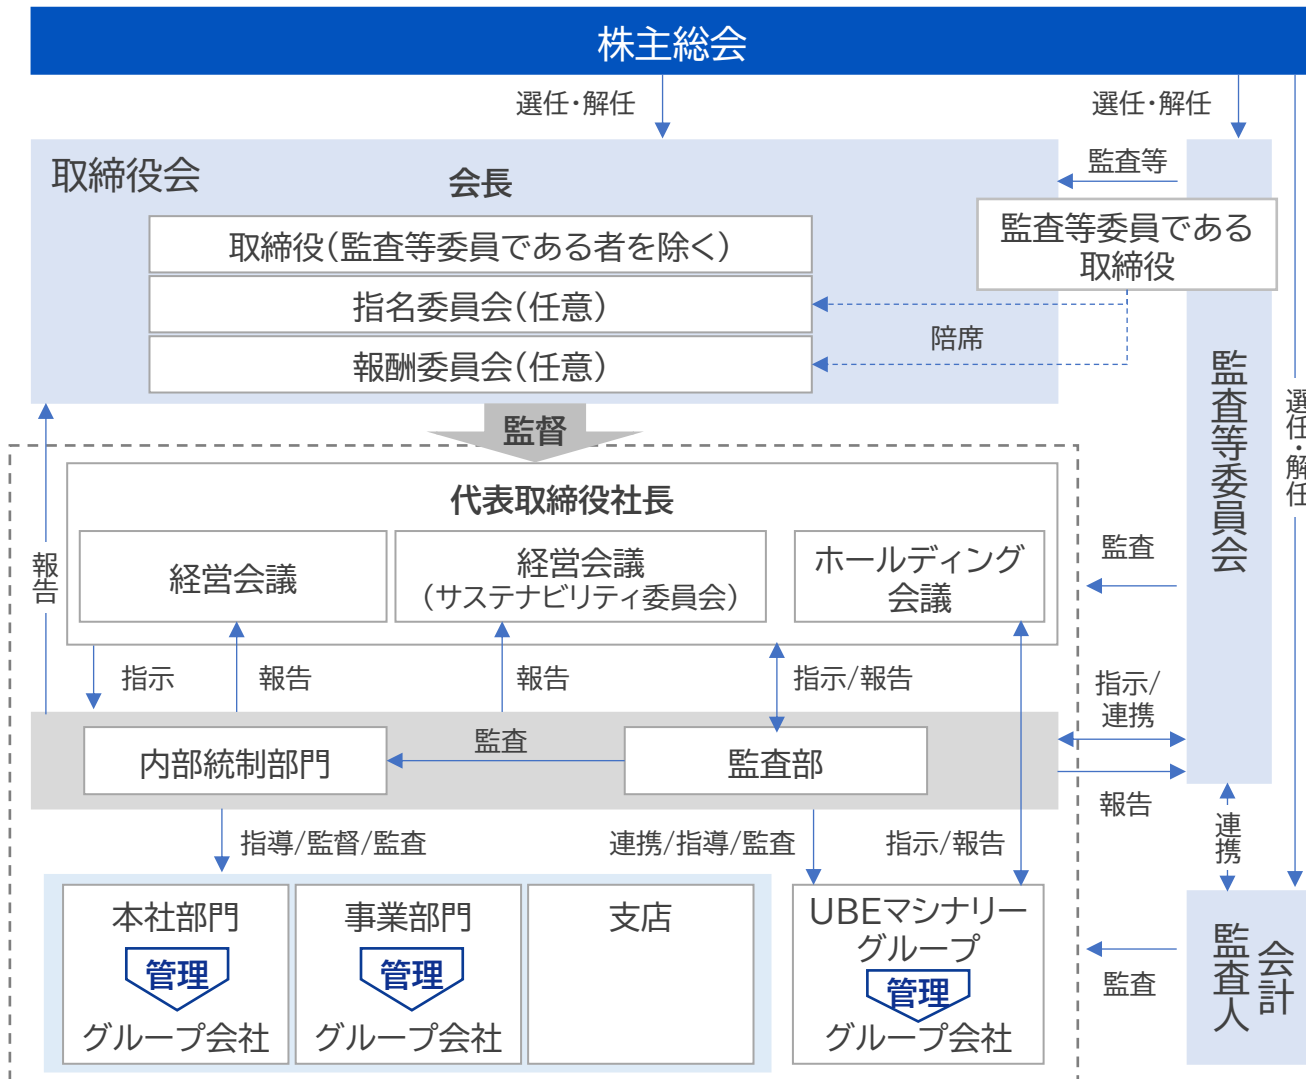 株主総会
選任・解任
選任・解任
取締役会
会長
監査等
取締役（監査等委員である者を除く）
監査等委員である
取締役
指名委員会（任意）
陪席
報酬委員会（任意）
監査等委員会
選任・解任
監督
代表取締役社長
経営会議
経営会議
（サステナビリティ委員会）
ホールディング
会議
監査
報告
指示
報告
報告
指示/報告
指示/
連携
内部統制部門
監査
監査部
報告
連携
指導/監督/監査
連携/指導/監査
指示/報告
本社部門
管理
グループ会社
事業部門
管理
グループ会社
支店
UBEマシナリー
グループ
管理
グループ会社
監査
会計
監査人